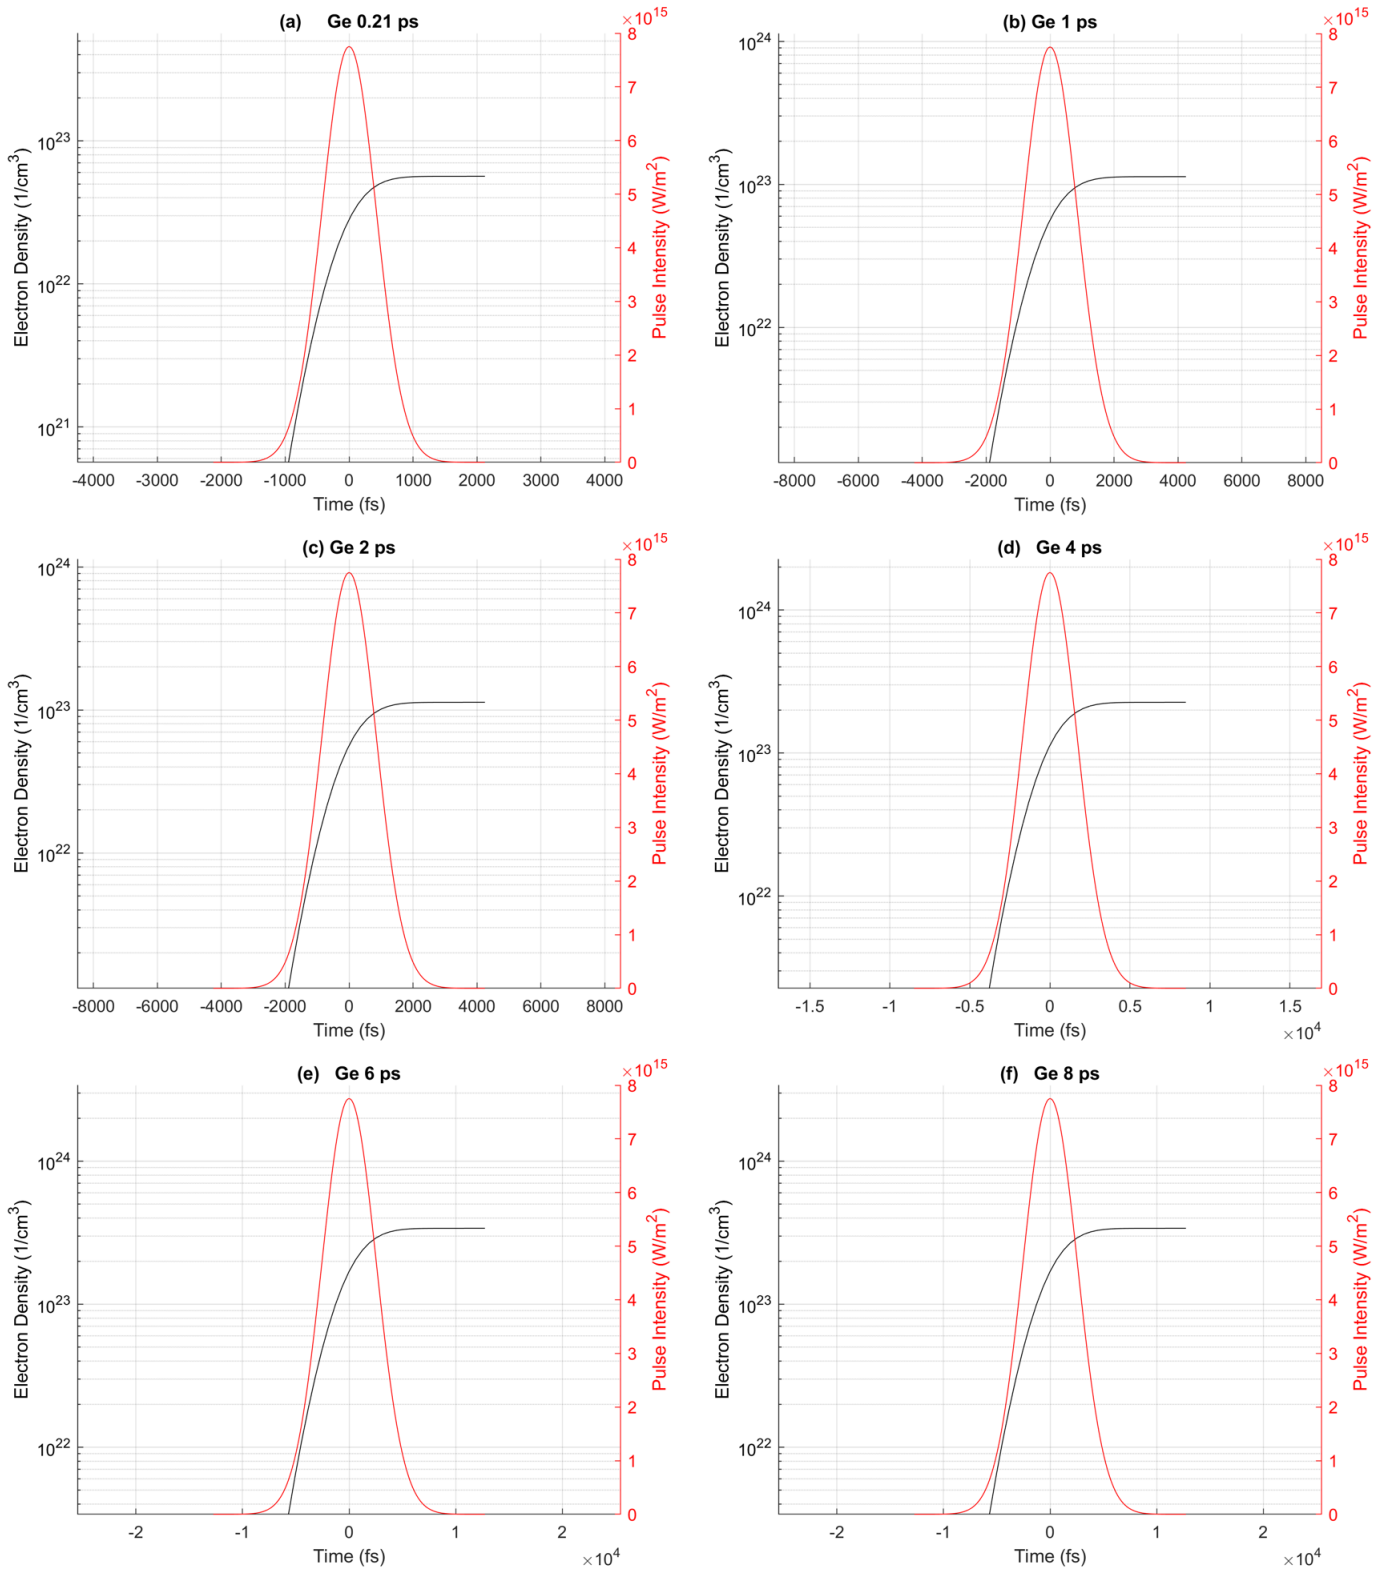 (a) Ge 0.21 ps
×10^15
Electron Density (1/cm^3)
10^23
10^22
10^21
8
7
6
5
4
3
2
1
0
Pulse Intensity (W/m^2)
-4000 -3000 -2000 -1000 0 1000 2000 3000 4000
Time (fs)
(b) Ge 1 ps
×10^15
Electron Density (1/cm^3)
10^24
10^23
10^22
8
7
6
5
4
3
2
1
0
Pulse Intensity (W/m^2)
-8000 -6000 -4000 -2000 0 2000 4000 6000 8000
Time (fs)
(c) Ge 2 ps
×10^15
Electron Density (1/cm^3)
10^24
10^23
10^22
8
7
6
5
4
3
2
1
0
Pulse Intensity (W/m^2)
-8000 -6000 -4000 -2000 0 2000 4000 6000 8000
Time (fs)
(d) Ge 4 ps
×10^15
Electron Density (1/cm^3)
10^24
10^23
10^22
8
7
6
5
4
3
2
1
0
Pulse Intensity (W/m^2)
-1.5 -1 -0.5 0 0.5 1 1.5
Time (fs)
×10^4
(e) Ge 6 ps
×10^15
Electron Density (1/cm^3)
10^24
10^23
10^22
8
7
6
5
4
3
2
1
0
Pulse Intensity (W/m^2)
-2 -1 0 1 2
Time (fs)
×10^4
(f) Ge 8 ps
×10^15
Electron Density (1/cm^3)
10^24
10^23
10^22
8
7
6
5
4
3
2
1
0
Pulse Intensity (W/m^2)
-2 -1 0 1 2
Time (fs)
×10^4